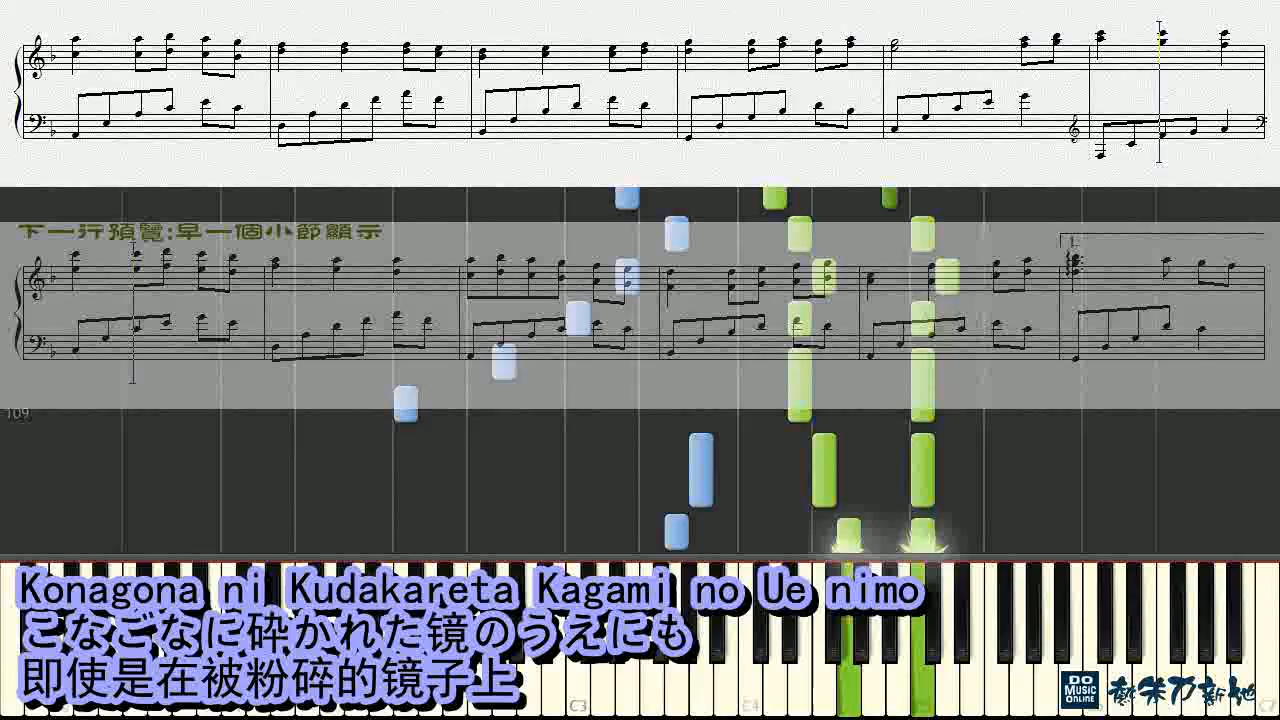 下一行預覽:早一個小節顯示
1.
109
Konagona ni Kudakareta Kagami no Ue nimo
こなごなに砕かれた镜のうえにも
即使是在被粉碎的镜子上
C3
C4
DO
MUSIC
ONLINE
C7